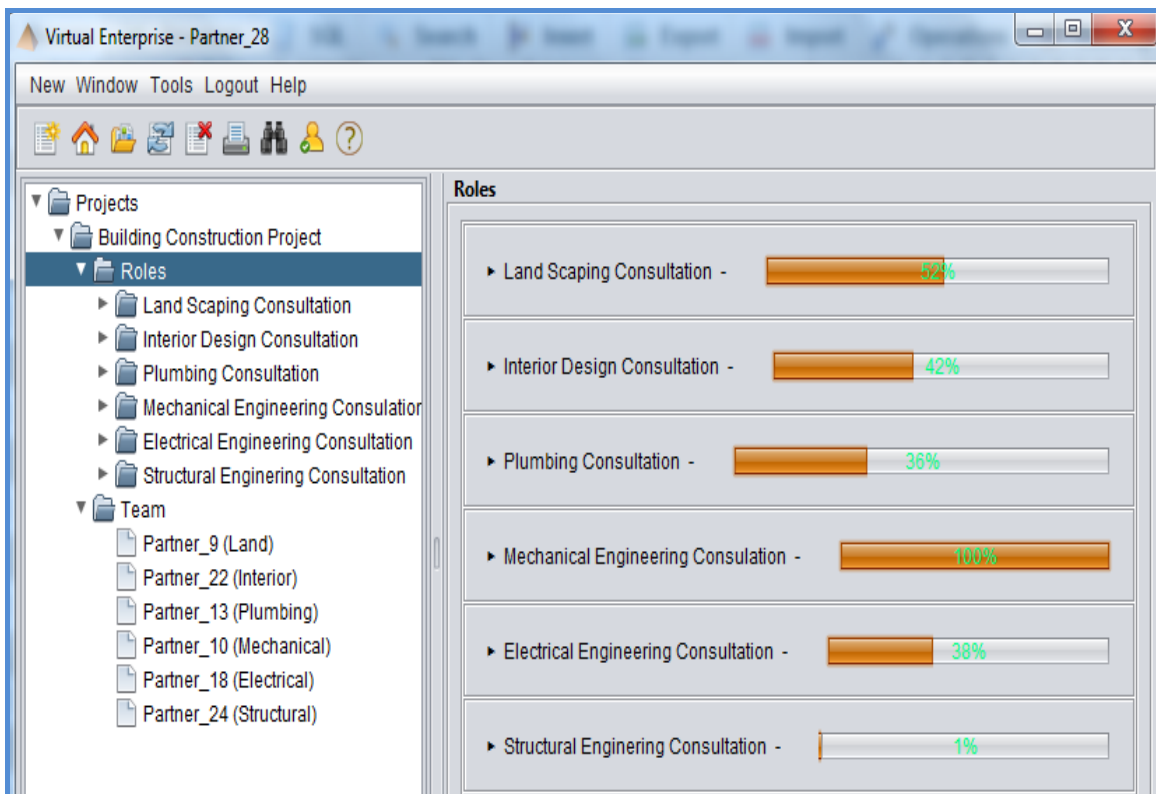 Virtual Enterprise - Partner_28
New Window Tools Logout Help
Projects
Building Construction Project
Roles
Land Scaping Consultation
Interior Design Consultation
Plumbing Consultation
Mechanical Engineering Consulation
Electrical Engineering Consultation
Structural Enginering Consultation
Team
Partner_9 (Land)
Partner_22 (Interior)
Partner_13 (Plumbing)
Partner_10 (Mechanical)
Partner_18 (Electrical)
Partner_24 (Structural)
Roles
Land Scaping Consultation - 52%
Interior Design Consultation - 42%
Plumbing Consultation - 36%
Mechanical Engineering Consulation - 100%
Electrical Engineering Consultation - 38%
Structural Enginering Consultation - 1%